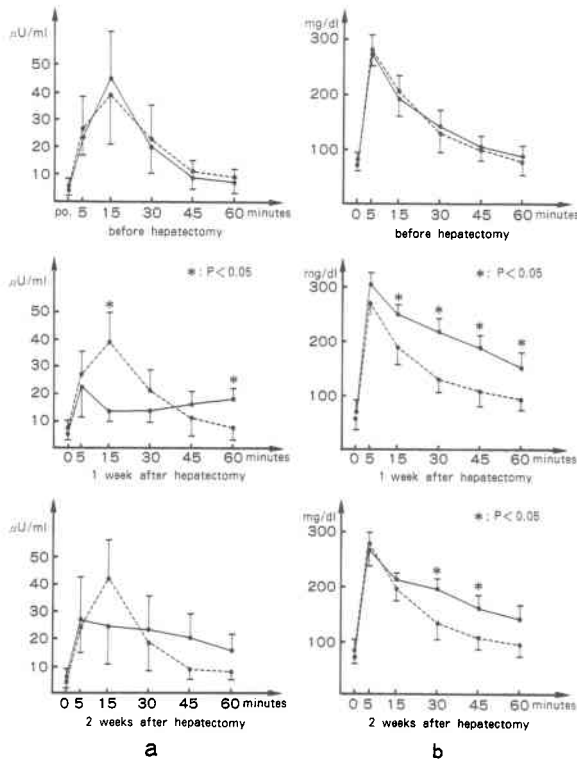 μU/ml
50
40
30
20
10
po. 5 15 30 45 60 minutes
before hepatectomy
mg/dl
300
200
100
0 5 15 30 45 60 minutes
before hepatectomy
μU/ml
*: P<0.05
50
40
30
20
10
*
*
0 5 15 30 45 60 minutes
1 week after hepatectomy
mg/dl
*: P<0.05
300
200
100
* * * *
0 5 15 30 45 60 minutes
1 week after hepatectomy
μU/ml
50
40
30
20
10
0 5 15 30 45 60 minutes
2 weeks after hepatectomy
a
mg/dl
*: P<0.05
300
200
100
* *
0 5 15 30 45 60 minutes
2 weeks after hepatectomy
b